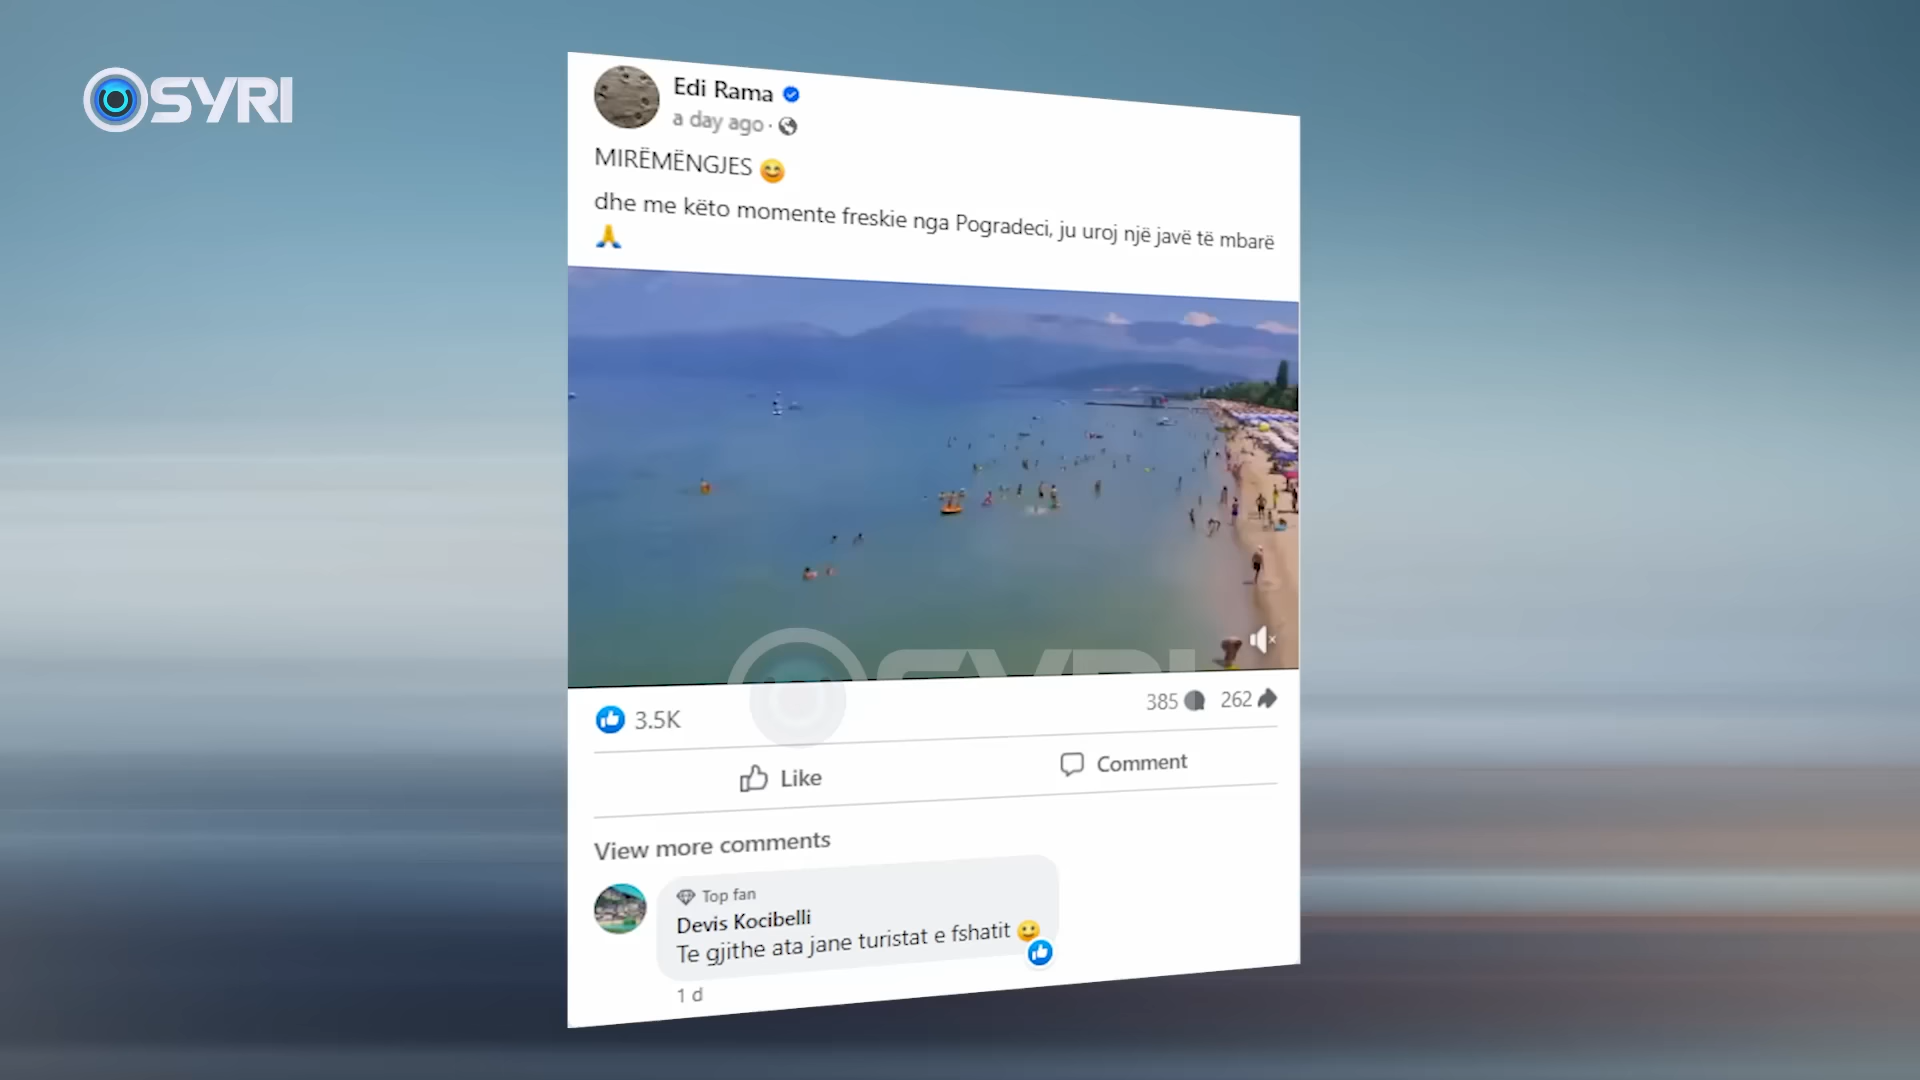 SYRI
Edi Rama
a day ago ·
MIRËMËNGJES 😊
dhe me këto momente freskie nga Pogradeci, ju uroj një javë të mbarë
🙏
SYRI
3.5K
385 262
Like Comment
View more comments
Top fan
Devis Kocibelli
Te gjithe ata jane turistat e fshatit 🙂
1 d